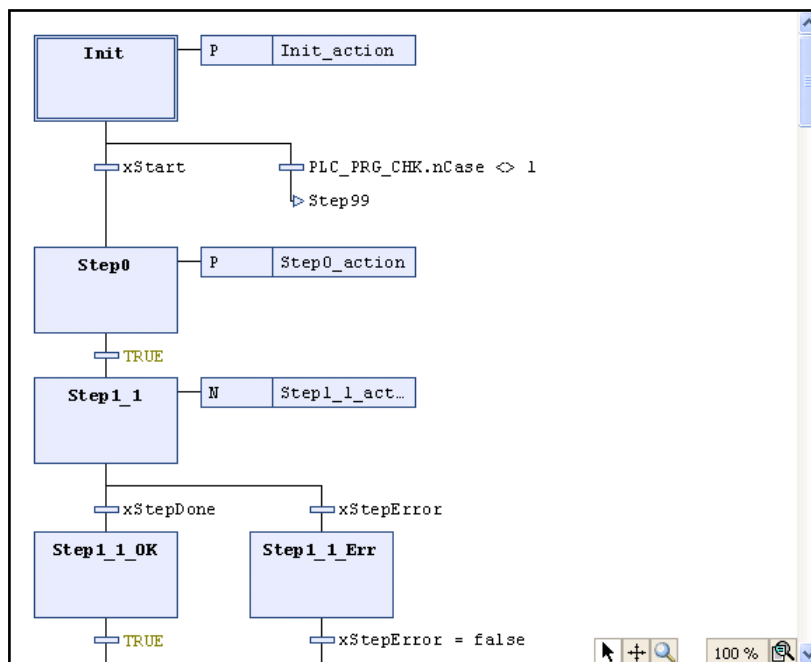 Init P Init_action
xStart PLC_PRG_CHK.nCase <> 1
Step99
Step0 P Step0_action
TRUE
Step1_1 N Step1_1_act…
xStepDone xStepError
Step1_1_OK Step1_1_Err
TRUE xStepError = false
100 %